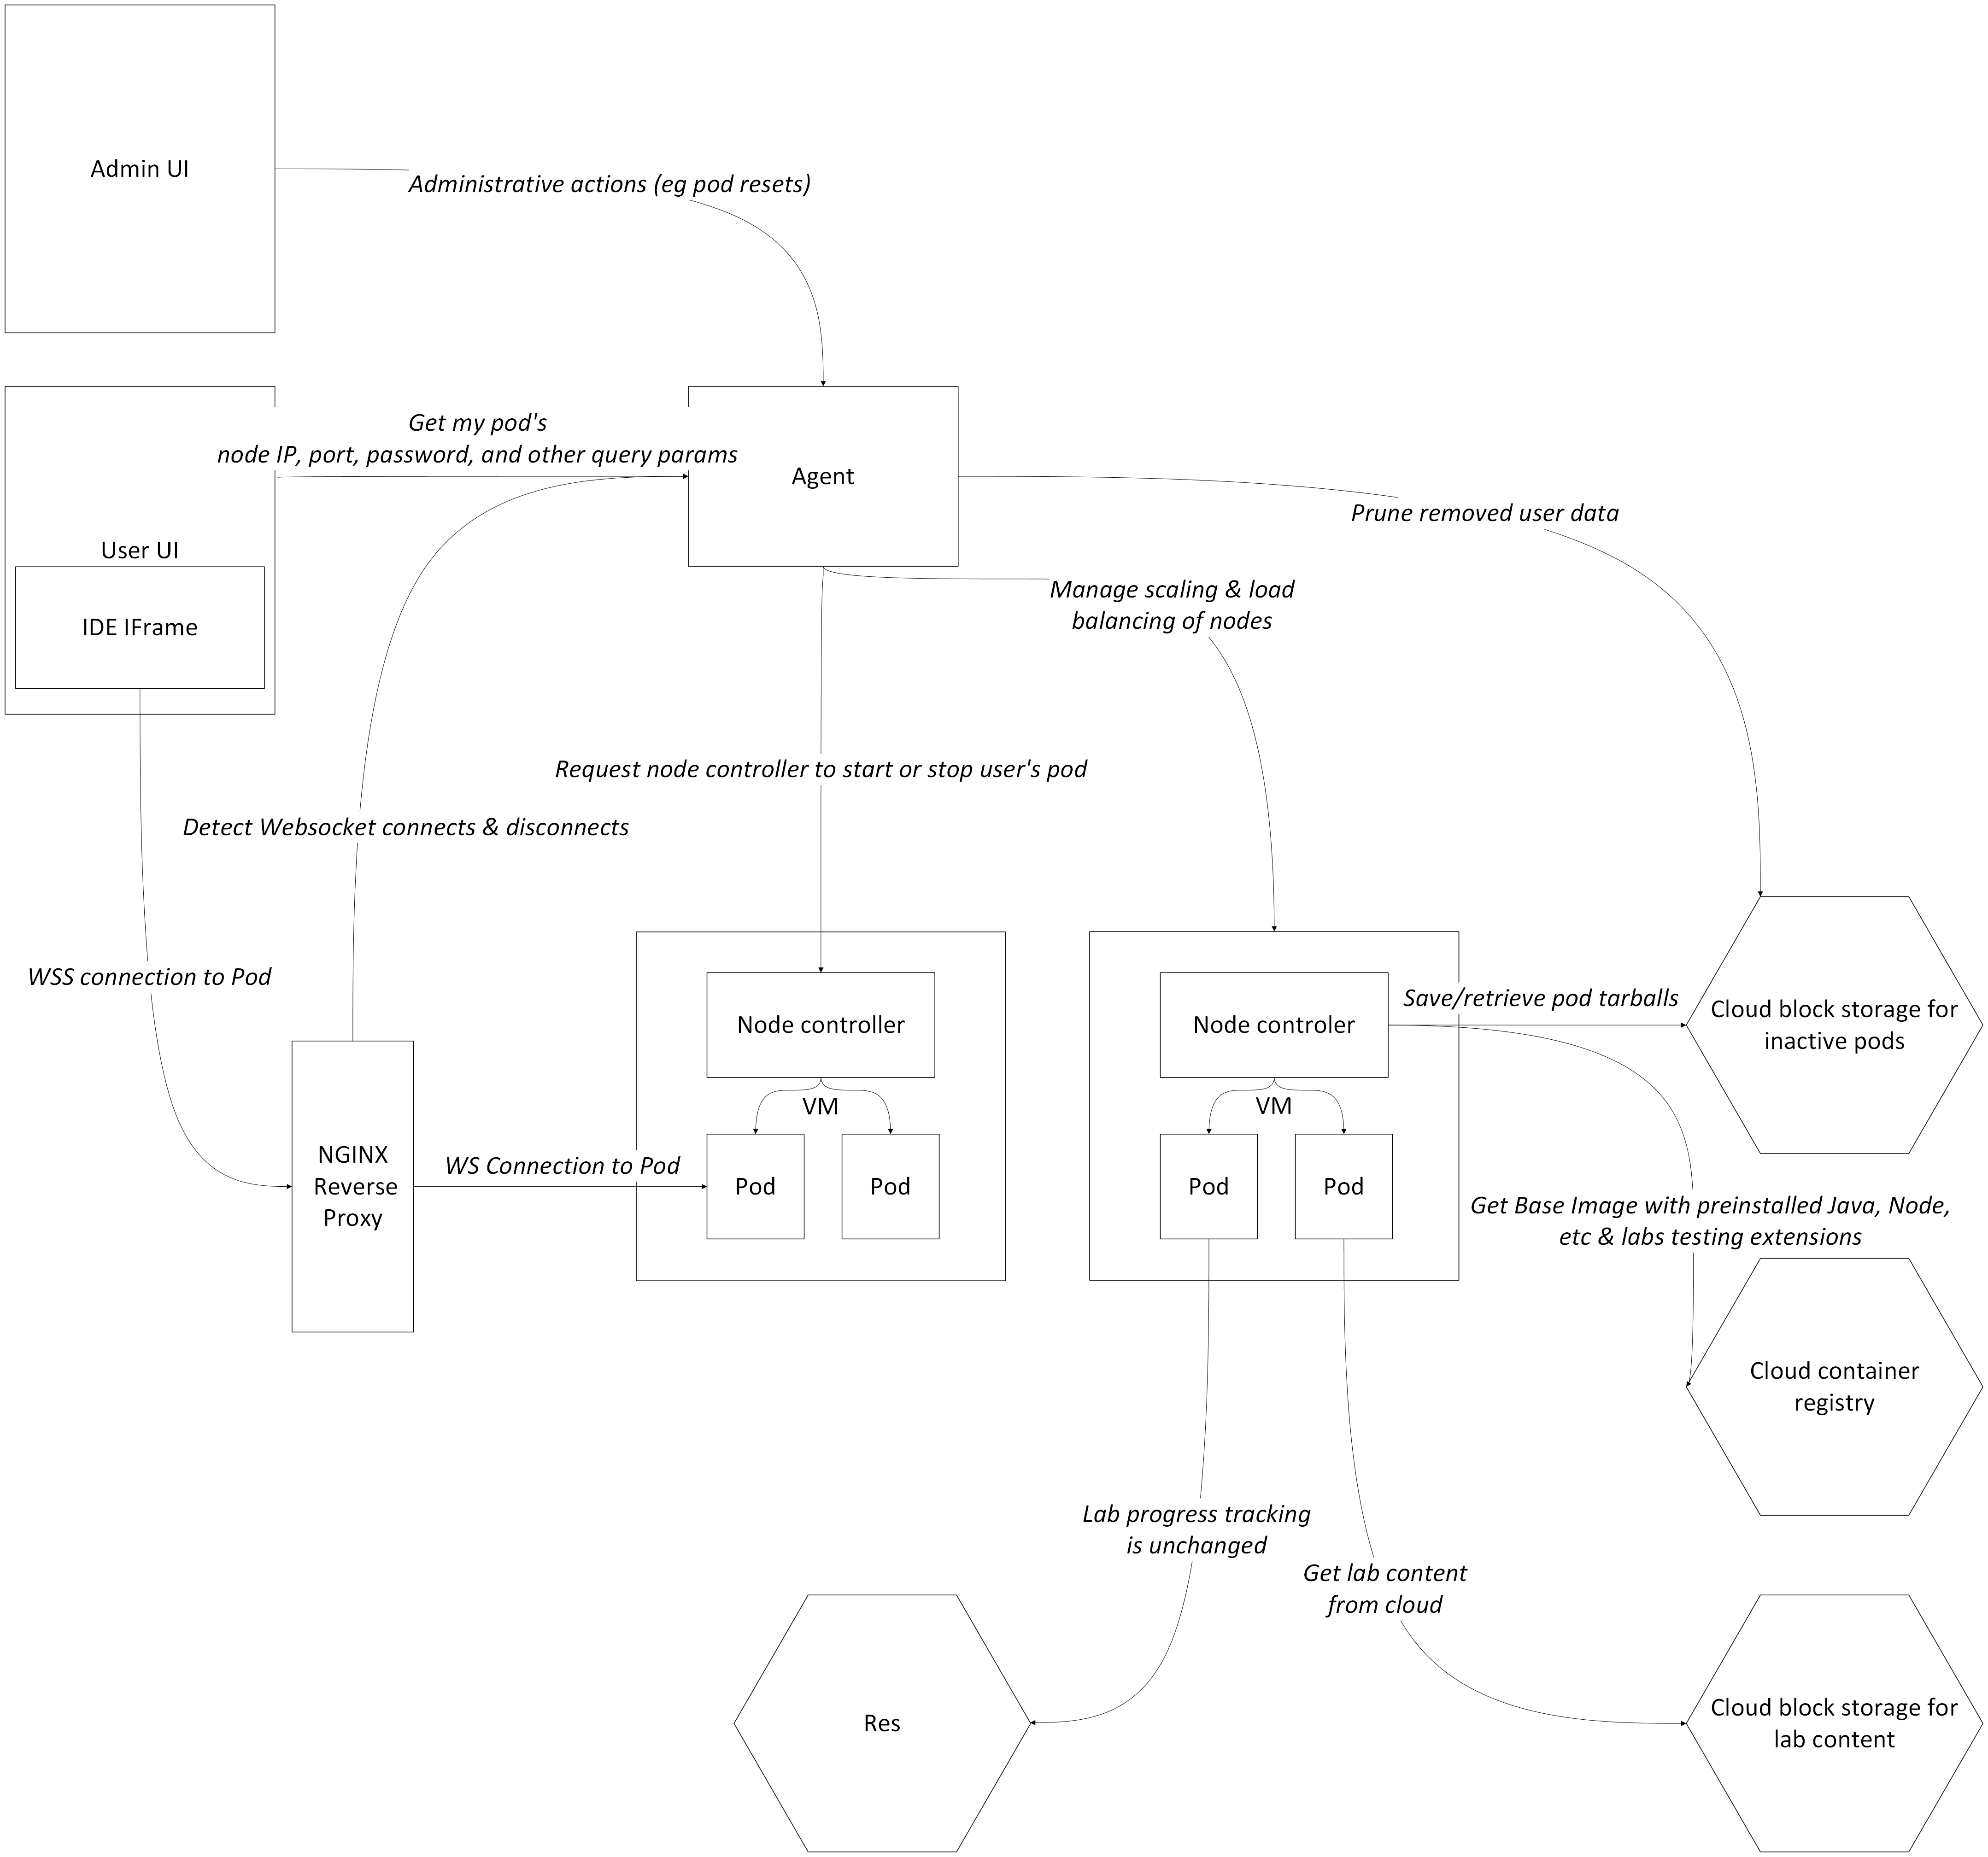 Admin UI
Administrative actions (eg pod resets)
Get my pod's
node IP, port, password, and other query params
Agent
Prune removed user data
User UI
IDE IFrame
Manage scaling & load
balancing of nodes
Request node controller to start or stop user's pod
Detect Websocket connects & disconnects
WSS connection to Pod
Node controller
VM
Pod
Pod
Node controler
VM
Pod
Pod
Save/retrieve pod tarballs
Cloud block storage for
inactive pods
NGINX
Reverse
Proxy
WS Connection to Pod
Get Base Image with preinstalled Java, Node,
etc & labs testing extensions
Cloud container
registry
Lab progress tracking
is unchanged
Get lab content
from cloud
Res
Cloud block storage for
lab content